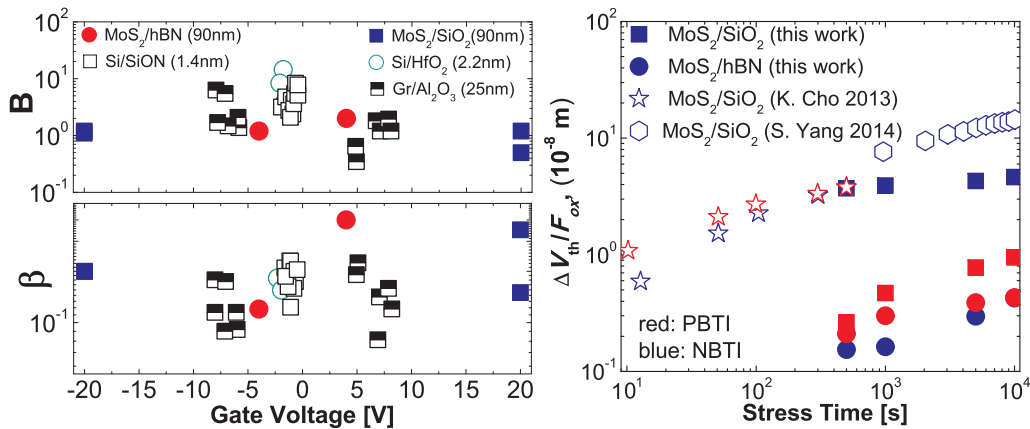 MoS₂/hBN (90nm)
MoS₂/SiO₂(90nm)
Si/SiON (1.4nm)
Si/HfO₂ (2.2nm)
Gr/Al₂O₃ (25nm)
B
10²
10¹
10⁰
10⁻¹
β
10⁻¹
-20 -15 -10 -5 0 5 10 15 20
Gate Voltage [V]
MoS₂/SiO₂ (this work)
MoS₂/hBN (this work)
MoS₂/SiO₂ (K. Cho 2013)
MoS₂/SiO₂ (S. Yang 2014)
Δ V_th/F_ox, (10⁻⁸ m)
10²
10¹
10⁰
10⁻¹
red: PBTI
blue: NBTI
10¹ 10² 10³ 10⁴
Stress Time [s]